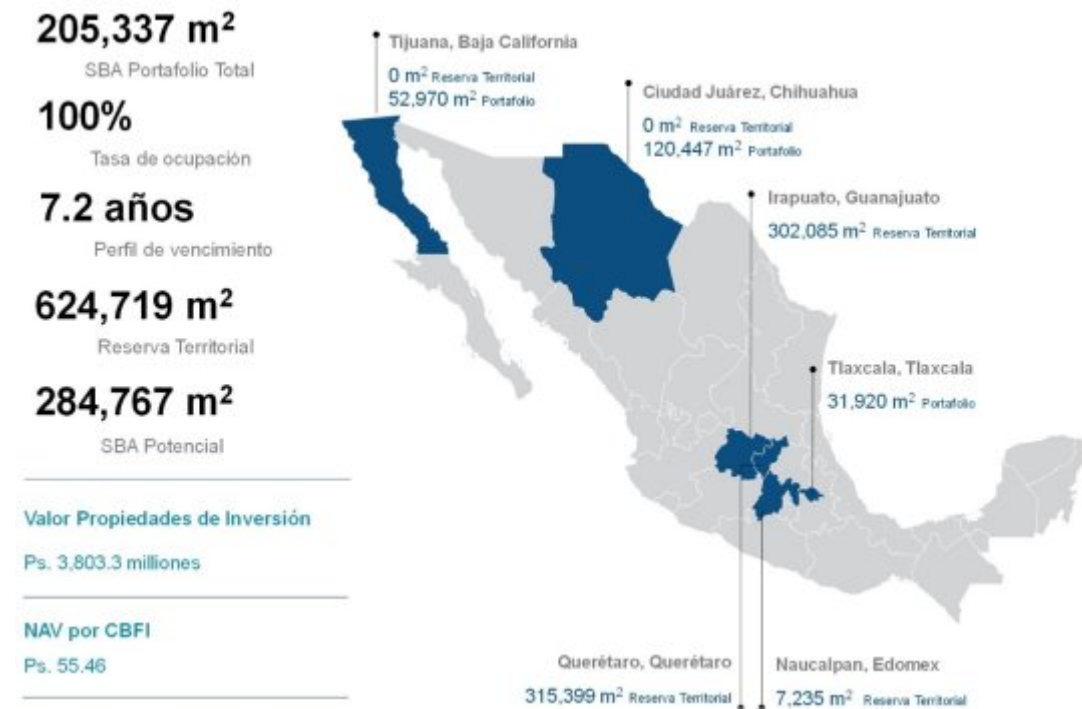 205,337 m²
SBA Portafolio Total
100%
Tasa de ocupación
7.2 años
Perfil de vencimiento
624,719 m²
Reserva Territorial
284,767 m²
SBA Potencial
Valor Propiedades de Inversión
Ps. 3,803.3 milliones
NAV por CBFI
Ps. 55.46
Tijuana, Baja California
0 m² Reserva Territorial
52,970 m² Portafolio
Ciudad Juárez, Chihuahua
0 m² Reserva Territorial
120,447 m² Portafolio
Irapuato, Guanajuato
302,085 m² Reserva Territorial
Tlaxcala, Tlaxcala
31,920 m² Portafolio
Querétaro, Querétaro
315,399 m² Reserva Territorial
Naucalpan, Edomex
7,235 m² Reserva Territorial